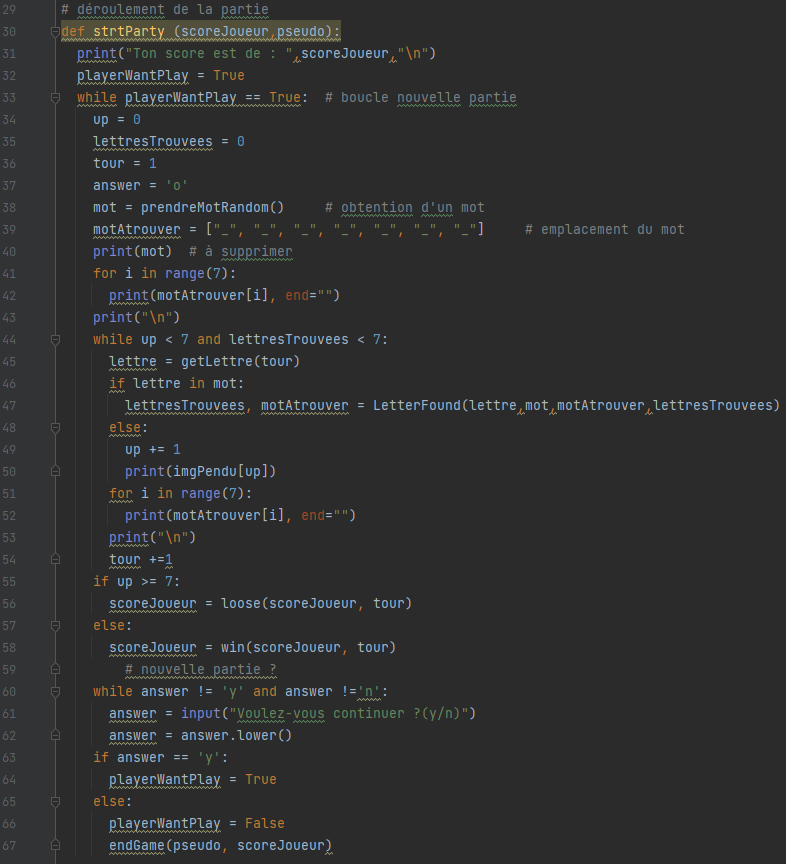 29 # déroulement de la partie
30 def strtParty (scoreJoueur,pseudo):
31   print("Ton score est de : ",scoreJoueur,"\n")
32   playerWantPlay = True
33   while playerWantPlay == True:  # boucle nouvelle partie
34     up = 0
35     lettresTrouvees = 0
36     tour = 1
37     answer = 'o'
38     mot = prendreMotRandom()     # obtention d'un mot
39     motAtrouver = ["_", "_", "_", "_", "_", "_", "_"]     # emplacement du mot
40     print(mot)  # à supprimer
41     for i in range(7):
42       print(motAtrouver[i], end="")
43     print("\n")
44     while up < 7 and lettresTrouvees < 7:
45       lettre = getLettre(tour)
46       if lettre in mot:
47         lettresTrouvees, motAtrouver = LetterFound(lettre,mot,motAtrouver,lettresTrouvees)
48       else:
49         up += 1
50         print(imgPendu[up])
51       for i in range(7):
52         print(motAtrouver[i], end="")
53       print("\n")
54       tour +=1
55     if up >= 7:
56       scoreJoueur = loose(scoreJoueur, tour)
57     else:
58       scoreJoueur = win(scoreJoueur, tour)
59         # nouvelle partie ?
60     while answer != 'y' and answer !='n':
61       answer = input("Voulez-vous continuer ?(y/n)")
62       answer = answer.lower()
63     if answer == 'y':
64       playerWantPlay = True
65     else:
66       playerWantPlay = False
67       endGame(pseudo, scoreJoueur)